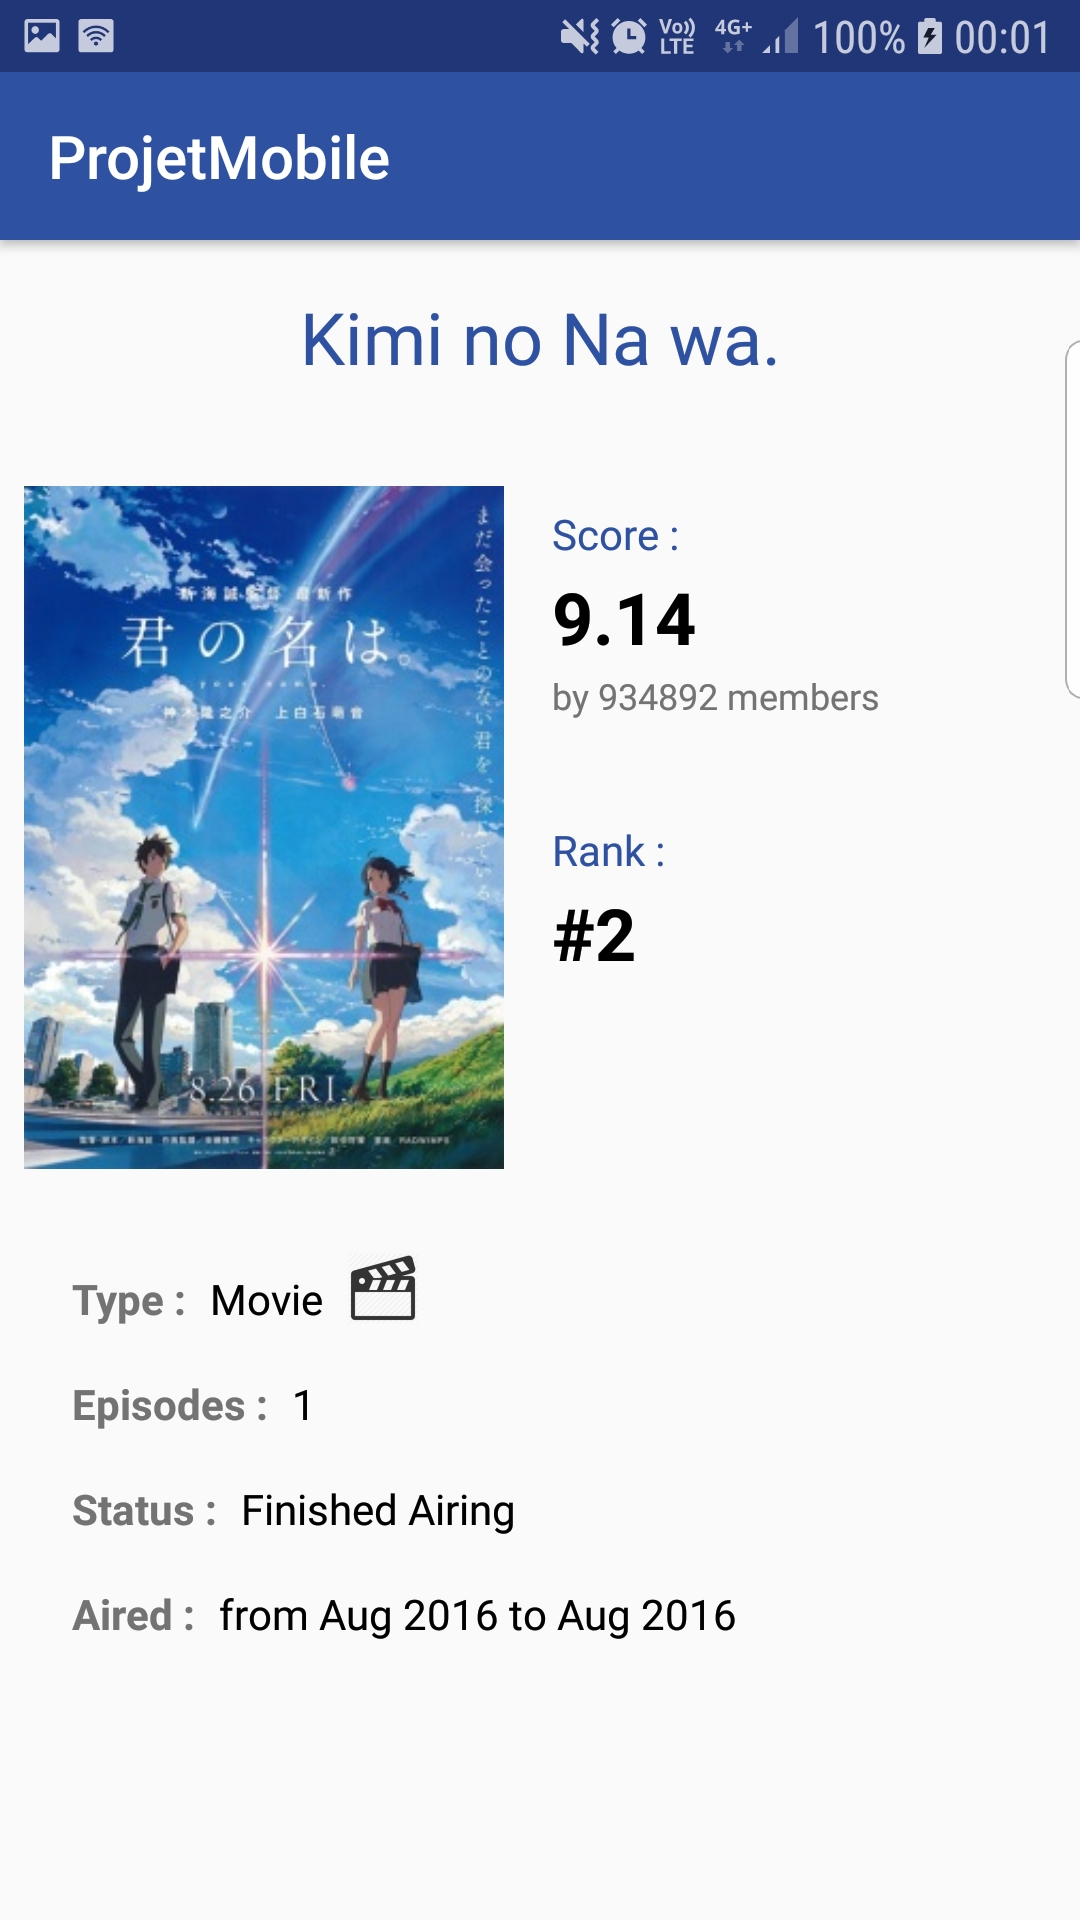 Vo)) LTE 4G+ 100% 00:01
ProjetMobile
Kimi no Na wa.
まだ会ったことのない君を、探している。
新海誠監督 最新作
君の名は。
your name.
神木隆之介 上白石萌音
8.26 FRI.
Score :
9.14
by 934892 members
Rank :
#2
Type : Movie
Episodes : 1
Status : Finished Airing
Aired : from Aug 2016 to Aug 2016